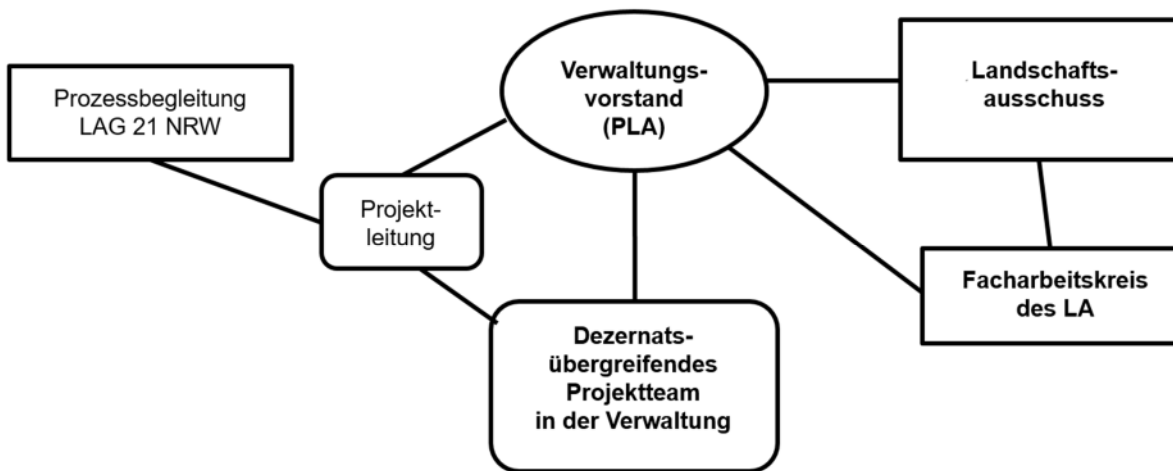 Prozessbegleitung
LAG 21 NRW
Projekt-
leitung
Verwaltungs-
vorstand
(PLA)
Dezernats-
übergreifendes
Projektteam
in der Verwaltung
Landschafts-
ausschuss
Facharbeitskreis
des LA